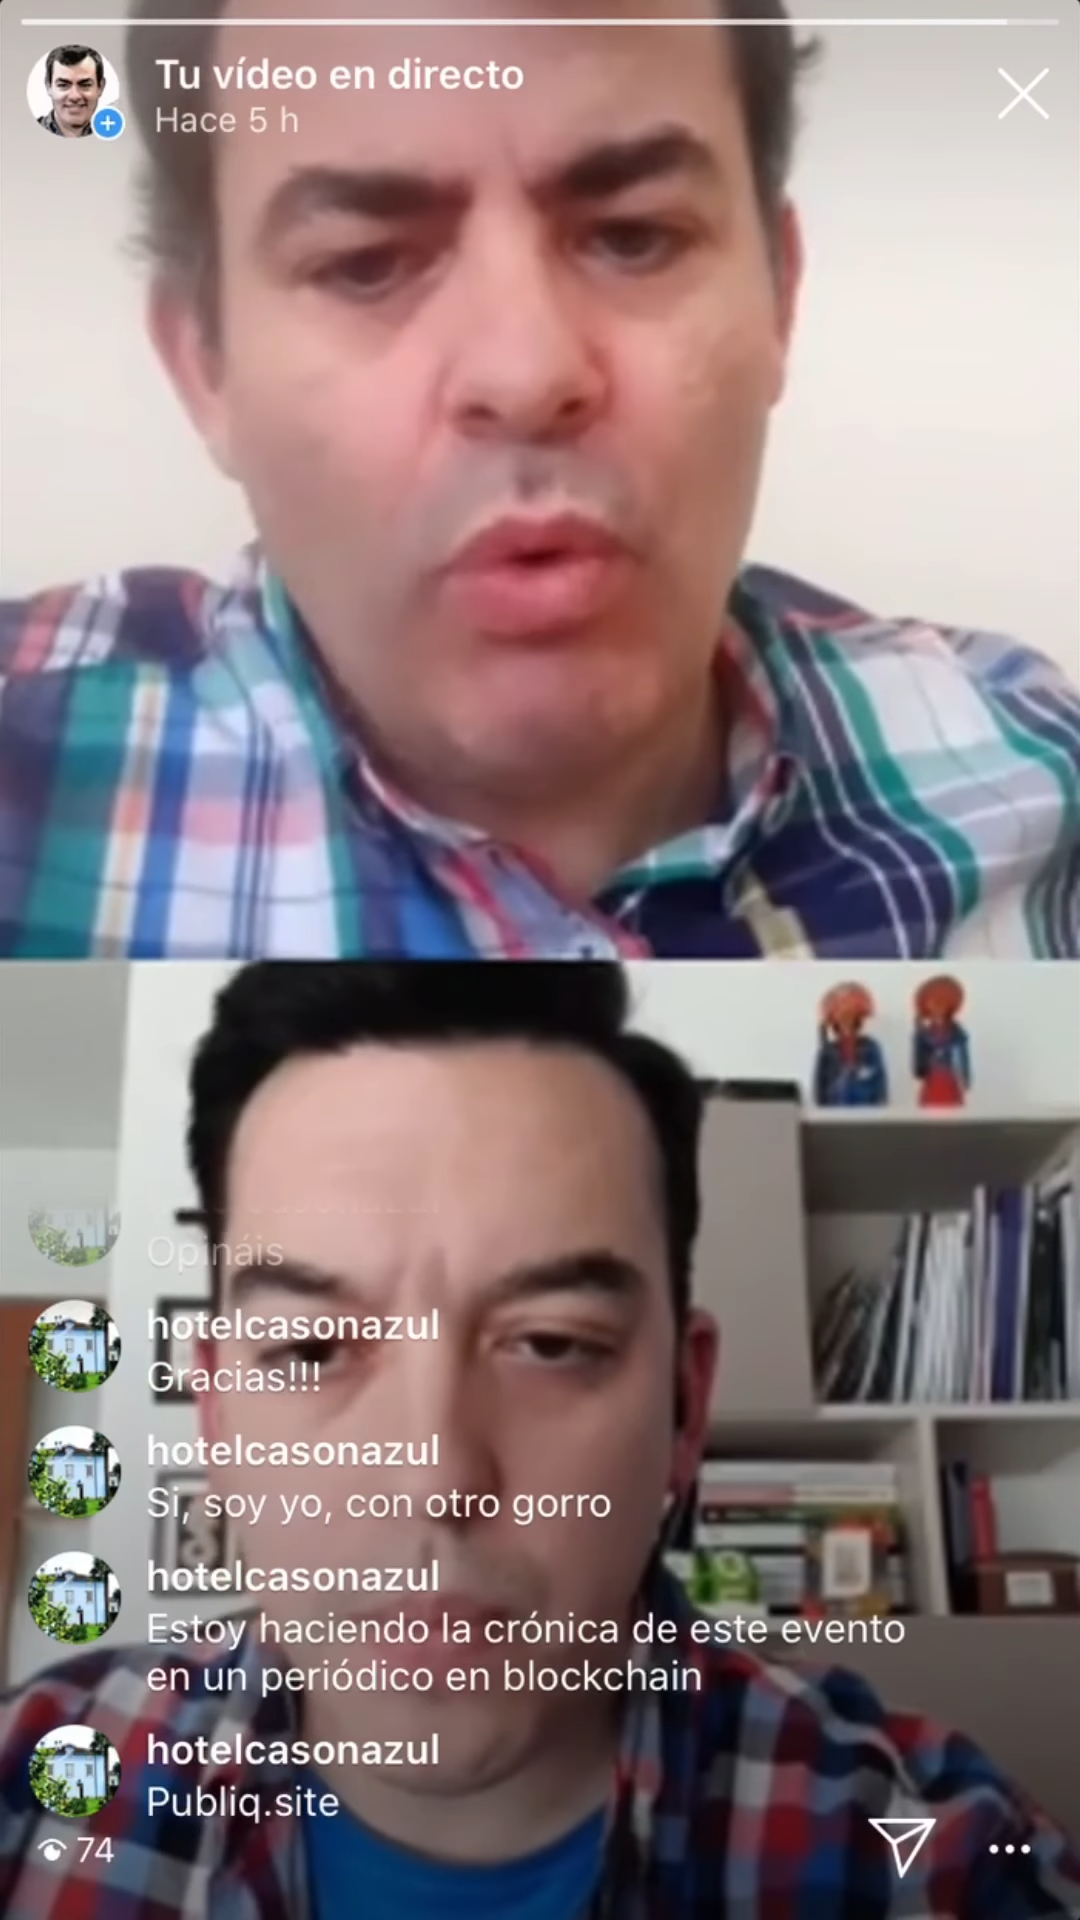 Tu vídeo en directo
Hace 5 h
Opináis
hotelcasonazul
Gracias!!!
hotelcasonazul
Si, soy yo, con otro gorro
hotelcasonazul
Estoy haciendo la crónica de este evento
en un periódico en blockchain
hotelcasonazul
Publiq.site
74